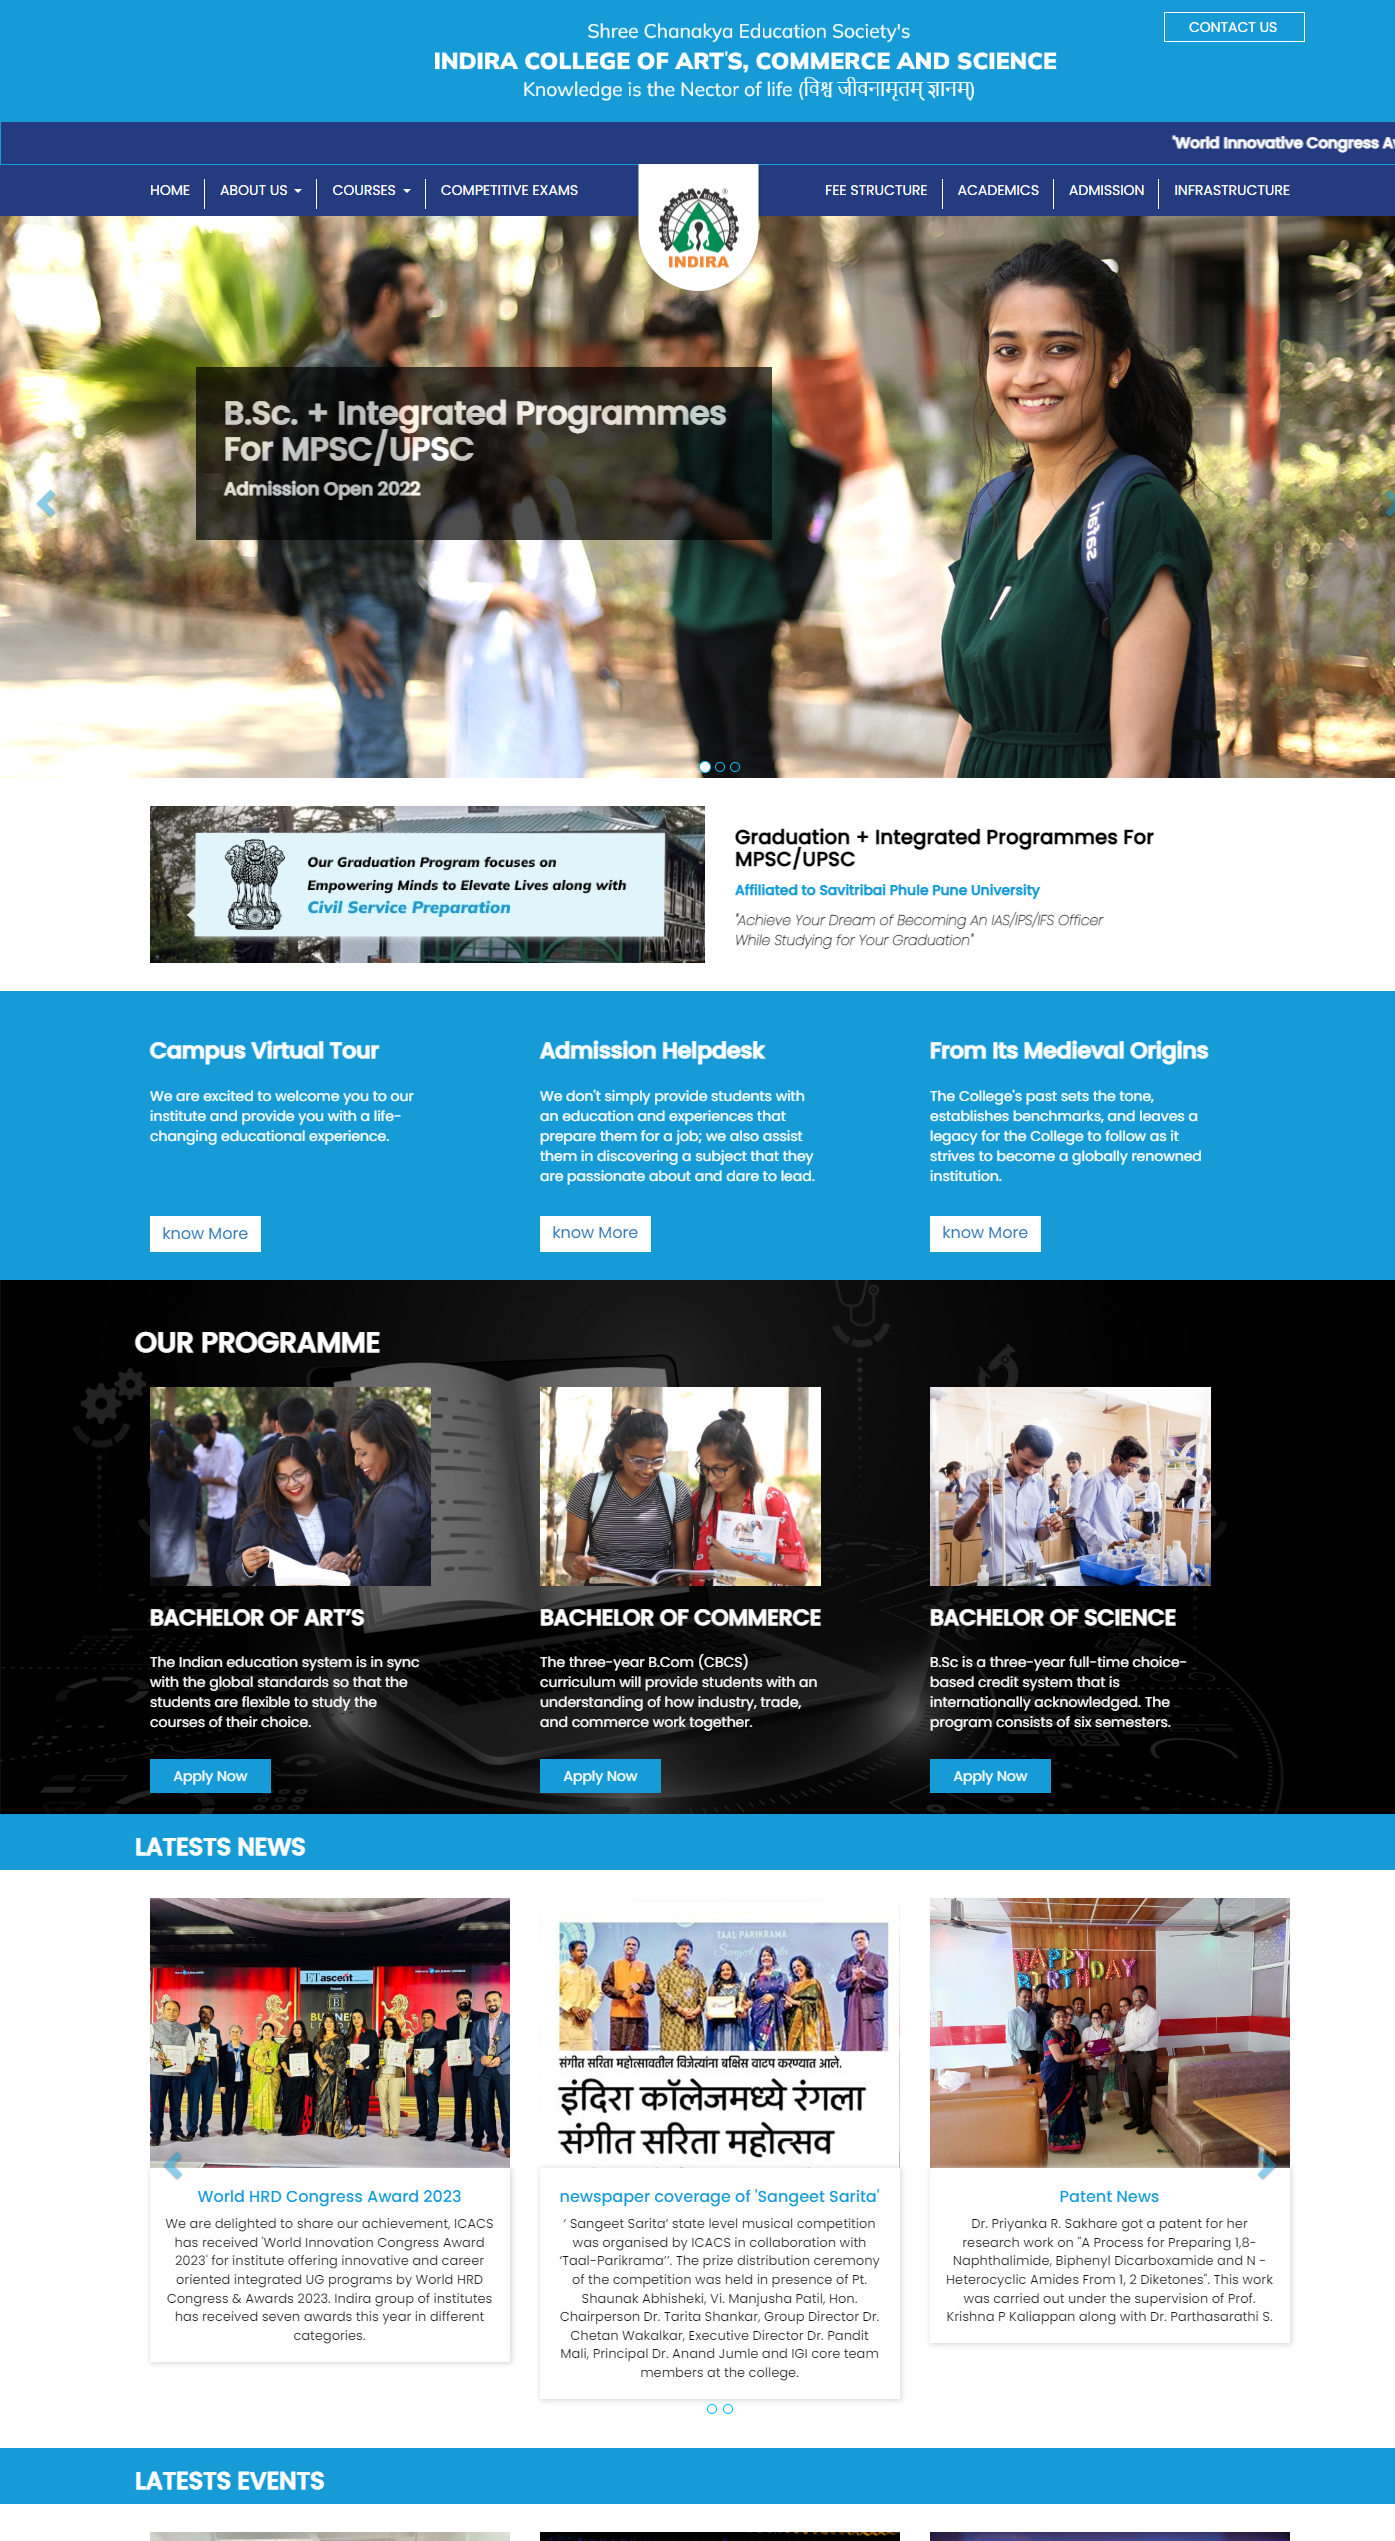 Shree Chanakya Education Society's
CONTACT US
INDIRA COLLEGE OF ART'S, COMMERCE AND SCIENCE
Knowledge is the Nector of life (विश्व जीवनामृतम् ज्ञानम्)
'World Innovative Congress Aw
HOME
ABOUT US
COURSES
COMPETITIVE EXAMS
FEE STRUCTURE
ACADEMICS
ADMISSION
INFRASTRUCTURE
INDIRA
B.Sc. + Integrated Programmes
For MPSC/UPSC
Admission Open 2022
Our Graduation Program focuses on
Empowering Minds to Elevate Lives along with
Civil Service Preparation
Graduation + Integrated Programmes For
MPSC/UPSC
Affiliated to Savitribai Phule Pune University
"Achieve Your Dream of Becoming An IAS/IPS/IFS Officer
While Studying for Your Graduation"
Campus Virtual Tour
We are excited to welcome you to our
institute and provide you with a life-
changing educational experience.
know More
Admission Helpdesk
We don't simply provide students with
an education and experiences that
prepare them for a job; we also assist
them in discovering a subject that they
are passionate about and dare to lead.
know More
From Its Medieval Origins
The College's past sets the tone,
establishes benchmarks, and leaves a
legacy for the College to follow as it
strives to become a globally renowned
institution.
know More
OUR PROGRAMME
BACHELOR OF ART'S
The Indian education system is in sync
with the global standards so that the
students are flexible to study the
courses of their choice.
Apply Now
BACHELOR OF COMMERCE
The three-year B.Com (CBCS)
curriculum will provide students with an
understanding of how industry, trade,
and commerce work together.
Apply Now
BACHELOR OF SCIENCE
B.Sc is a three-year full-time choice-
based credit system that is
internationally acknowledged. The
program consists of six semesters.
Apply Now
LATESTS NEWS
ET ascent
World HRD Congress Award 2023
We are delighted to share our achievement, ICACS
has received 'World Innovation Congress Award
2023' for institute offering innovative and career
oriented integrated UG programs by World HRD
Congress & Awards 2023. Indira group of institutes
has received seven awards this year in different
categories.
TAAL PARIKRAMA
Sangeet Sarita
संगीत सरिता महोत्सवातील विजेत्यांना बक्षिस वाटप करण्यात आले.
इंदिरा कॉलेजमध्ये रंगला
संगीत सरिता महोत्सव
newspaper coverage of 'Sangeet Sarita'
‘ Sangeet Sarita‘ state level musical competition
was organised by ICACS in collaboration with
‘Taal-Parikrama’’. The prize distribution ceremony
of the competition was held in presence of Pt.
Shaunak Abhisheki, Vi. Manjusha Patil, Hon.
Chairperson Dr. Tarita Shankar, Group Director Dr.
Chetan Wakalkar, Executive Director Dr. Pandit
Mali, Principal Dr. Anand Jumle and IGI core team
members at the college.
HAPPY
BIRTHDAY
Patent News
Dr. Priyanka R. Sakhare got a patent for her
research work on "A Process for Preparing 1,8-
Naphthalimide, Biphenyl Dicarboxamide and N -
Heterocyclic Amides From 1, 2 Diketones". This work
was carried out under the supervision of Prof.
Krishna P Kaliappan along with Dr. Parthasarathi S.
LATESTS EVENTS